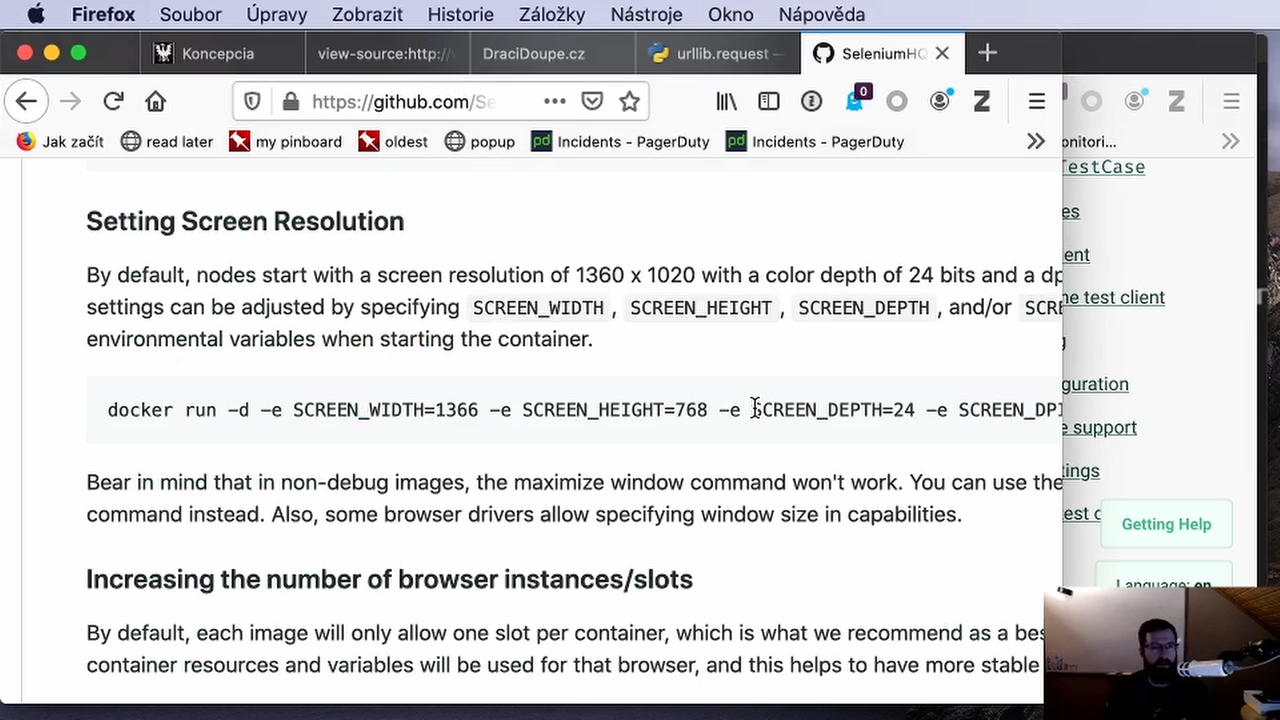 Firefox Soubor Úpravy Zobrazit Historie Záložky Nástroje Okno Nápověda
Koncepcia view-source:http:// DraciDoupe.cz urllib.request — SeleniumHQ
https://github.com/Se
0
Jak začít read later my pinboard oldest popup Incidents - PagerDuty Incidents - PagerDuty
Setting Screen Resolution
By default, nodes start with a screen resolution of 1360 x 1020 with a color depth of 24 bits and a dp
settings can be adjusted by specifying SCREEN_WIDTH , SCREEN_HEIGHT , SCREEN_DEPTH , and/or SCRE
environmental variables when starting the container.
docker run -d -e SCREEN_WIDTH=1366 -e SCREEN_HEIGHT=768 -e SCREEN_DEPTH=24 -e SCREEN_DPI
Bear in mind that in non-debug images, the maximize window command won't work. You can use the
command instead. Also, some browser drivers allow specifying window size in capabilities.
Increasing the number of browser instances/slots
By default, each image will only allow one slot per container, which is what we recommend as a bes
container resources and variables will be used for that browser, and this helps to have more stable
onitori...
TestCase
es
ent
he test client
g
guration
e support
tings
est c
Getting Help
Language: en